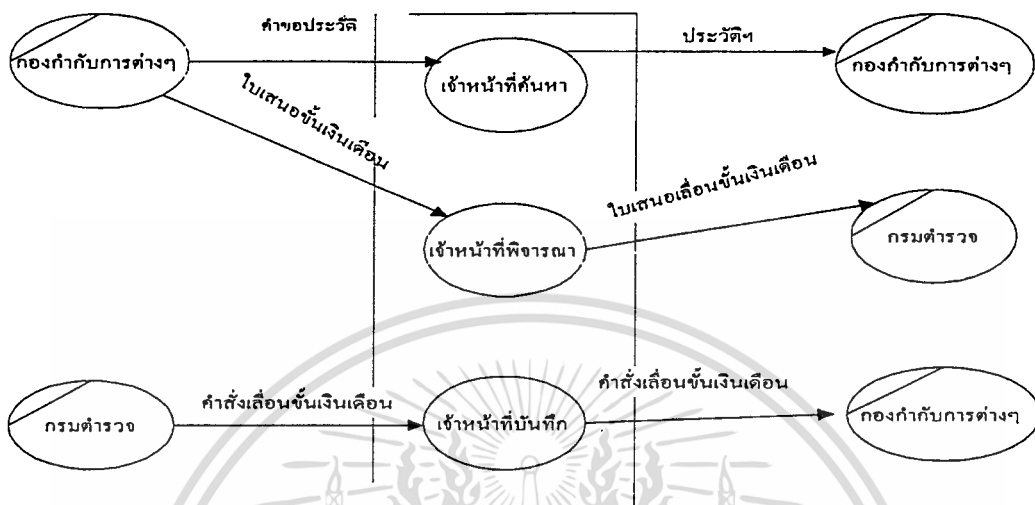 คำขอประวัติ
ประวัติฯ
กองกำกับการต่างๆ
เจ้าหน้าที่ค้นหา
กองกำกับการต่างๆ
ใบเสนอขั้นเงินเดือน
ใบเสนอเลื่อนขั้นเงินเดือน
เจ้าหน้าที่พิจารณา
กรมตำรวจ
คำสั่งเลื่อนขั้นเงินเดือน
คำสั่งเลื่อนขั้นเงินเดือน
กรมตำรวจ
เจ้าหน้าที่บันทึก
กองกำกับการต่างๆ